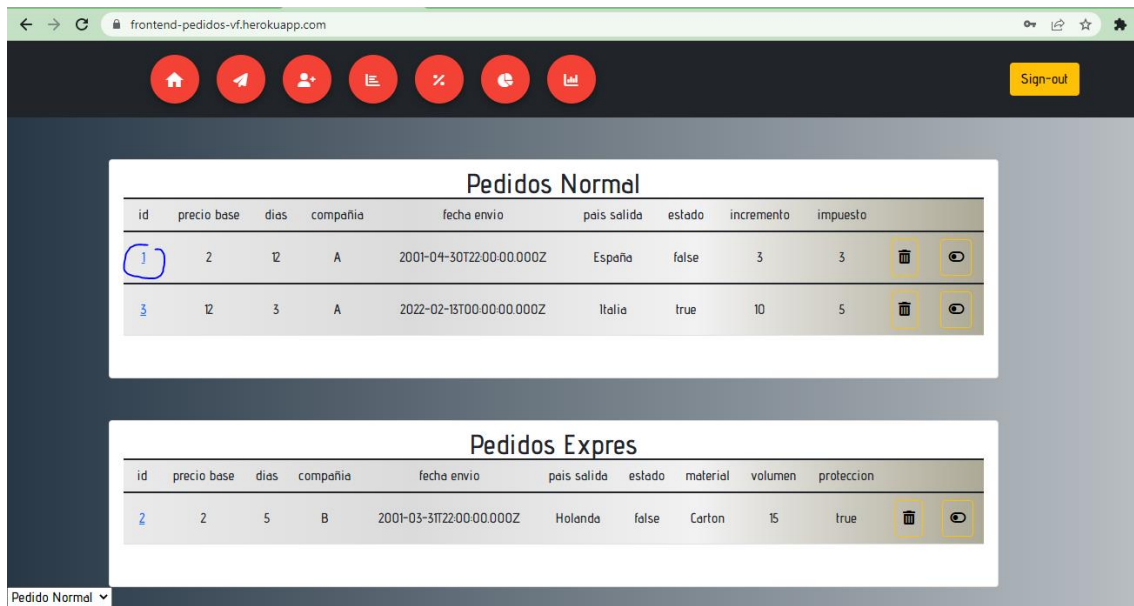 frontend-pedidos-vf.herokuapp.com
Sign-out
Pedidos Normal
id precio base dias compañia fecha envio pais salida estado incremento impuesto
1 2 12 A 2001-04-30T22:00:00.000Z España false 3 3
3 12 3 A 2022-02-13T00:00:00.000Z Italia true 10 5
Pedidos Expres
id precio base dias compañia fecha envio pais salida estado material volumen proteccion
2 2 5 B 2001-03-31T22:00:00.000Z Holanda false Carton 15 true
Pedido Normal